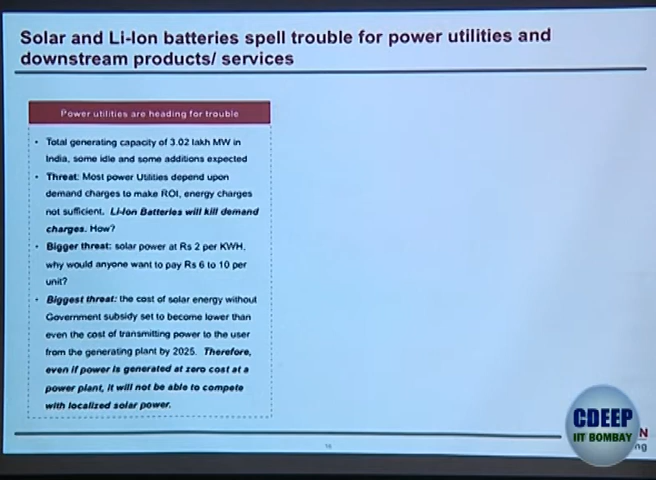 Solar and Li-Ion batteries spell trouble for power utilities and
downstream products/ services
Power utilities are heading for trouble
• Total generating capacity of 3.02 lakh MW in
India, some idle and some additions expected
• Threat: Most power Utilities depend upon
demand charges to make ROI, energy charges
not sufficient. Li-Ion Batteries will kill demand
charges. How?
• Bigger threat: solar power at Rs 2 per KWH,
why would anyone want to pay Rs 6 to 10 per
unit?
• Biggest threat: the cost of solar energy without
Government subsidy set to become lower than
even the cost of transmitting power to the user
from the generating plant by 2025. Therefore,
even if power is generated at zero cost at a
power plant, it will not be able to compete
with localized solar power.
CDEEP
IIT BOMBAY
N
ng